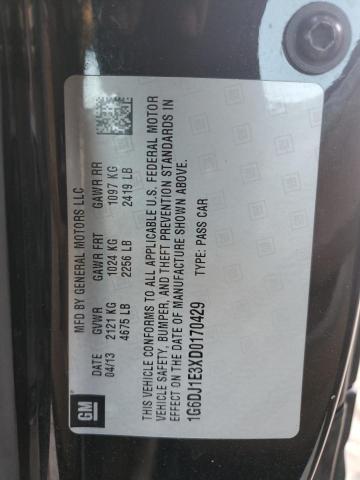 GM
MFD BY GENERAL MOTORS LLC
DATE GVWR GAWR FRT GAWR RR
04/13 2121 KG 1024 KG 1097 KG
4675 LB 2256 LB 2419 LB
THIS VEHICLE CONFORMS TO ALL APPLICABLE U.S. FEDERAL MOTOR
VEHICLE SAFETY, BUMPER, AND THEFT PREVENTION STANDARDS IN
EFFECT ON THE DATE OF MANUFACTURE SHOWN ABOVE.
1G6DJ1E3XD0170429 TYPE: PASS CAR